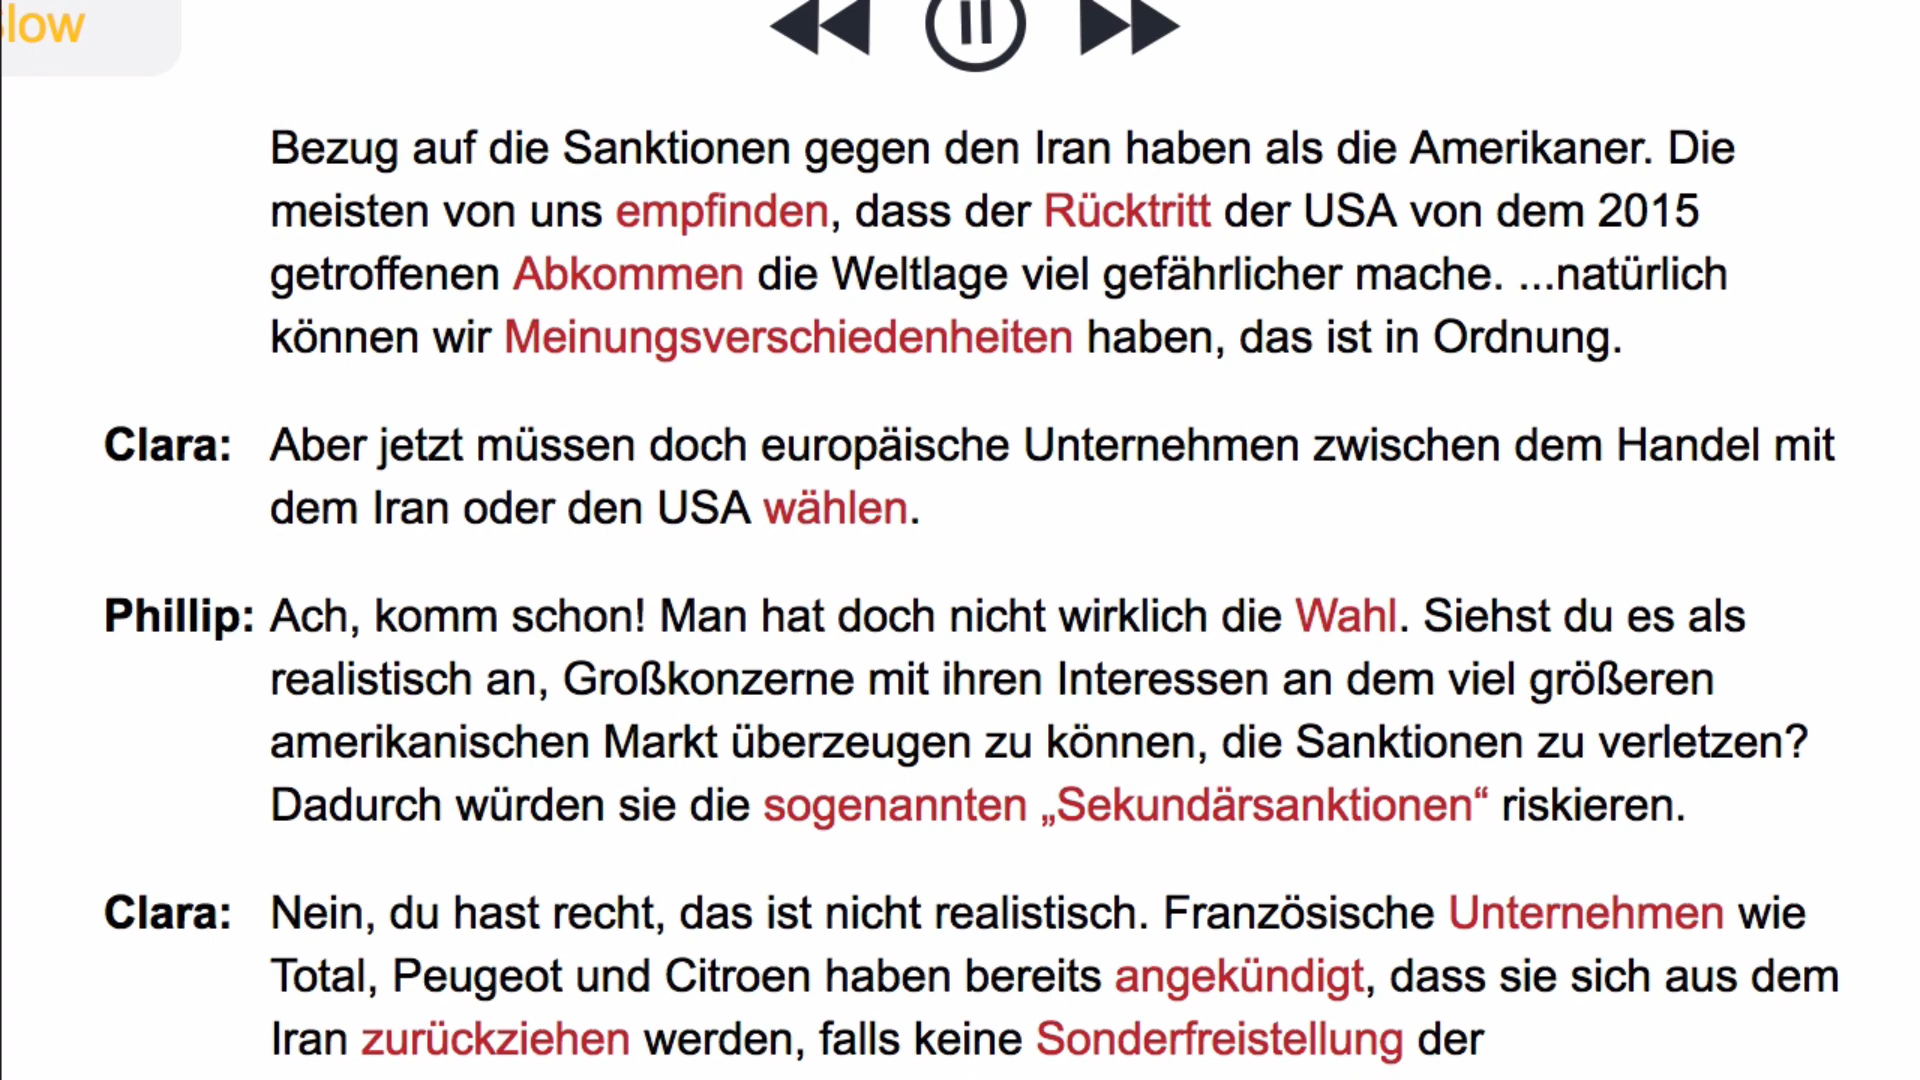 low
Bezug auf die Sanktionen gegen den Iran haben als die Amerikaner. Die
meisten von uns empfinden, dass der Rücktritt der USA von dem 2015
getroffenen Abkommen die Weltlage viel gefährlicher mache. ...natürlich
können wir Meinungsverschiedenheiten haben, das ist in Ordnung.
Clara: Aber jetzt müssen doch europäische Unternehmen zwischen dem Handel mit
dem Iran oder den USA wählen.
Phillip: Ach, komm schon! Man hat doch nicht wirklich die Wahl. Siehst du es als
realistisch an, Großkonzerne mit ihren Interessen an dem viel größeren
amerikanischen Markt überzeugen zu können, die Sanktionen zu verletzen?
Dadurch würden sie die sogenannten „Sekundärsanktionen“ riskieren.
Clara: Nein, du hast recht, das ist nicht realistisch. Französische Unternehmen wie
Total, Peugeot und Citroen haben bereits angekündigt, dass sie sich aus dem
Iran zurückziehen werden, falls keine Sonderfreistellung der